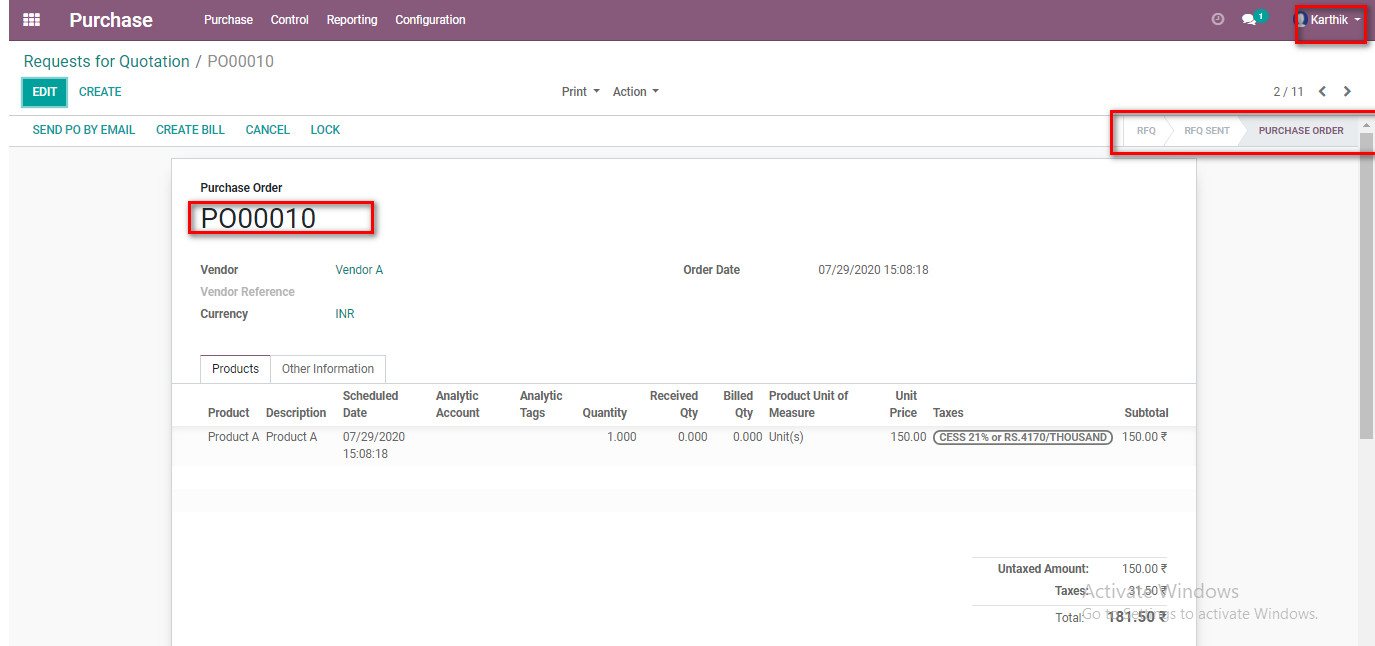 Purchase Purchase Control Reporting Configuration 1 Karthik
Requests for Quotation / PO00010
EDIT CREATE Print Action 2 / 11
SEND PO BY EMAIL CREATE BILL CANCEL LOCK RFQ RFQ SENT PURCHASE ORDER
Purchase Order
PO00010
Vendor Vendor A Order Date 07/29/2020 15:08:18
Vendor Reference
Currency INR
Products Other Information
Product Description Scheduled Date Analytic Account Analytic Tags Quantity Received Qty Billed Qty Product Unit of Measure Unit Price Taxes Subtotal
Product A Product A 07/29/2020 15:08:18 1.000 0.000 0.000 Unit(s) 150.00 CESS 21% or RS.4170/THOUSAND 150.00 ₹
Untaxed Amount: 150.00 ₹
Taxes: 31.50 ₹
Total: 181.50 ₹
Activate Windows
Go to Settings to activate Windows.